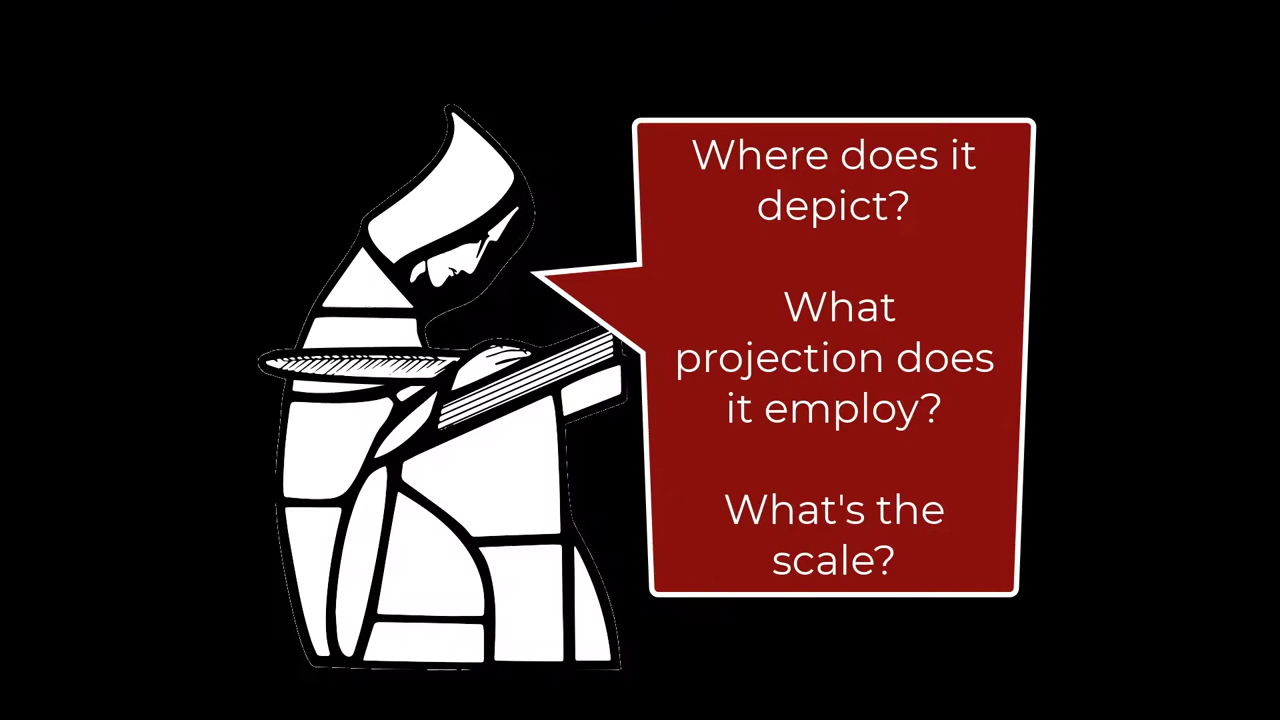 Where does it
depict?
What
projection does
it employ?
What's the
scale?